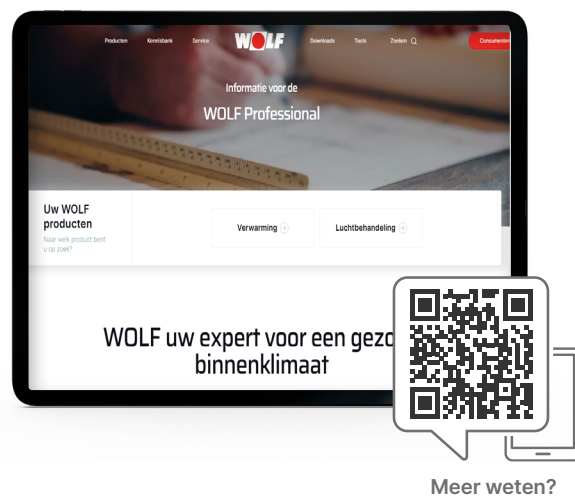 Producten Kennisbank Service WOLF Downloads Tools Zoeken Consumenten
Informatie voor de
WOLF Professional
Uw WOLF
producten
Naar welk product bent
u op zoek?
Verwarming
Luchtbehandeling
WOLF uw expert voor een gezo
binnenklimaat
Meer weten?